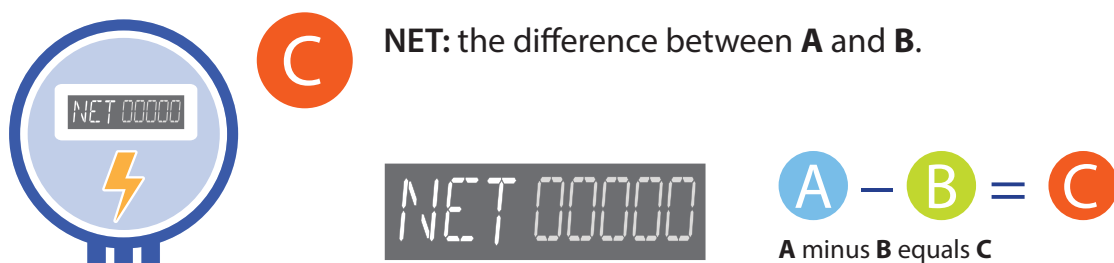 C
NET: the difference between A and B.
NET 00000
NET 00000
A – B = C
A minus B equals C